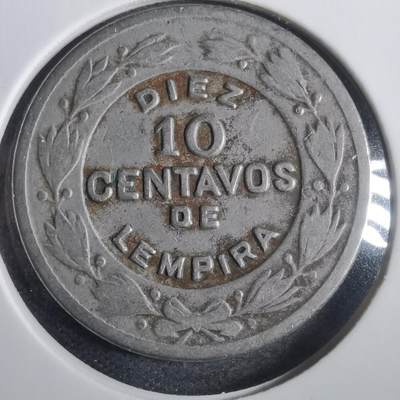 DIEZ
10
CENTAVOS
DE
LEMPIRA